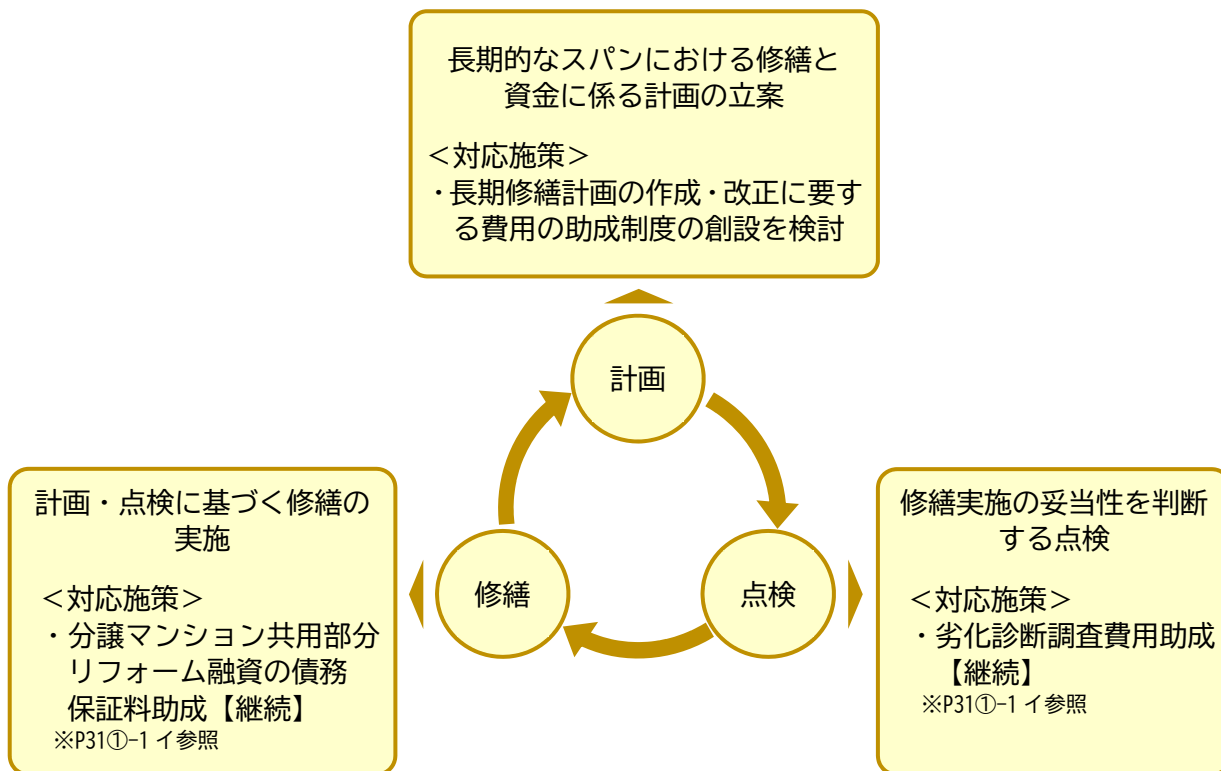 長期的なスパンにおける修繕と
資金に係る計画の立案
＜対応施策＞
・長期修繕計画の作成・改正に要す
る費用の助成制度の創設を検討
計画
計画・点検に基づく修繕の
実施
＜対応施策＞
・分譲マンション共用部分
リフォーム融資の債務
保証料助成【継続】
※P31①-1 イ参照
修繕
点検
修繕実施の妥当性を判断
する点検
＜対応施策＞
・劣化診断調査費用助成
【継続】
※P31①-1 イ参照